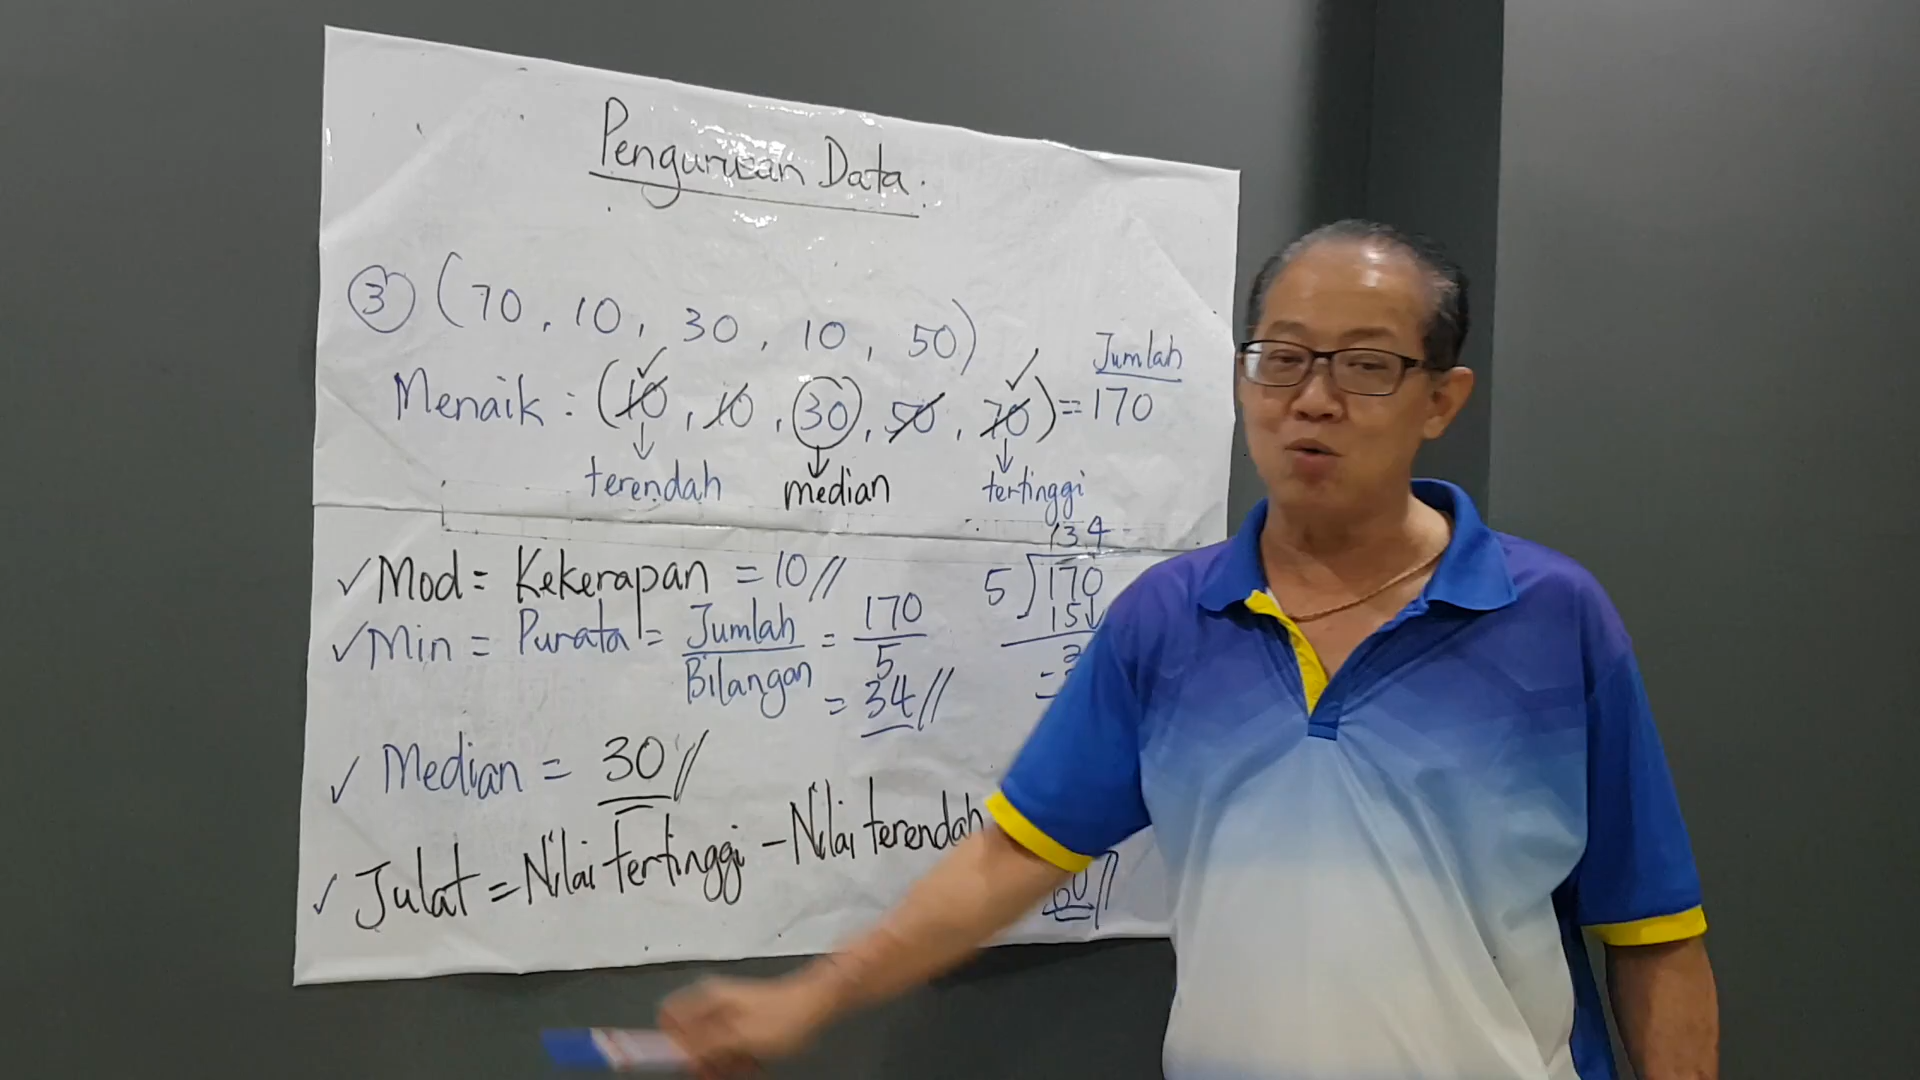 Pengurusan Data.
③ (70, 10, 30, 10, 50)
Jumlah
Menaik : (10, 10, 30, 50, 70) = 170
terendah median tertinggi
✓ Mod = Kekerapan = 10//
✓ Min = Purata = Jumlah/Bilangan = 170/5
= 34//
134
5)170
15↓
✓ Median = 30//
✓ Julat = Nilai tertinggi - Nilai terendah
60//